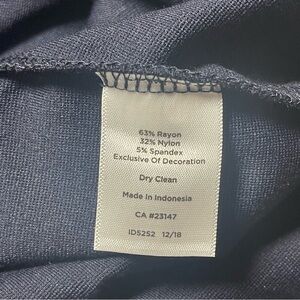 63% Rayon
32% Nylon
5% Spandex
Exclusive Of Decoration
Dry Clean
Made In Indonesia
CA #23147
ID5252 12/18